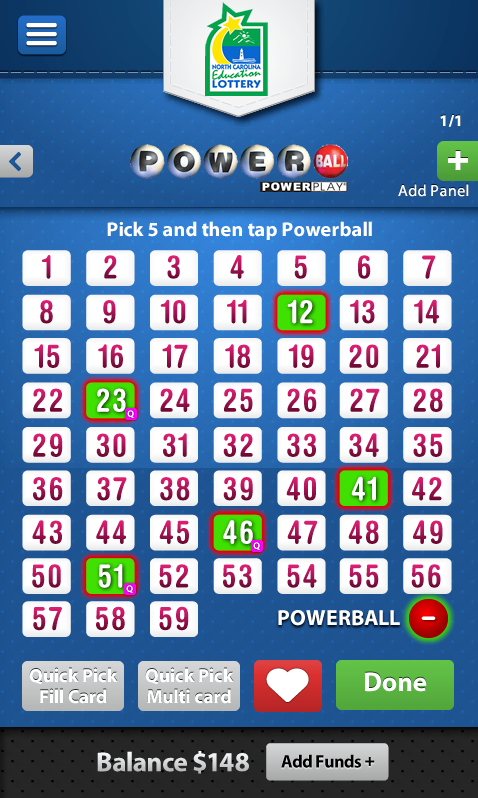 NORTH CAROLINA
Education
LOTTERY
1/1
POWERBALL
POWERPLAY
+
Add Panel
Pick 5 and then tap Powerball
1 2 3 4 5 6 7
8 9 10 11 12 13 14
15 16 17 18 19 20 21
22 23 Q 24 25 26 27 28
29 30 31 32 33 34 35
36 37 38 39 40 41 42
43 44 45 46 Q 47 48 49
50 51 Q 52 53 54 55 56
57 58 59 POWERBALL -
Quick Pick
Fill Card
Quick Pick
Multi card
Done
Balance $148 Add Funds +